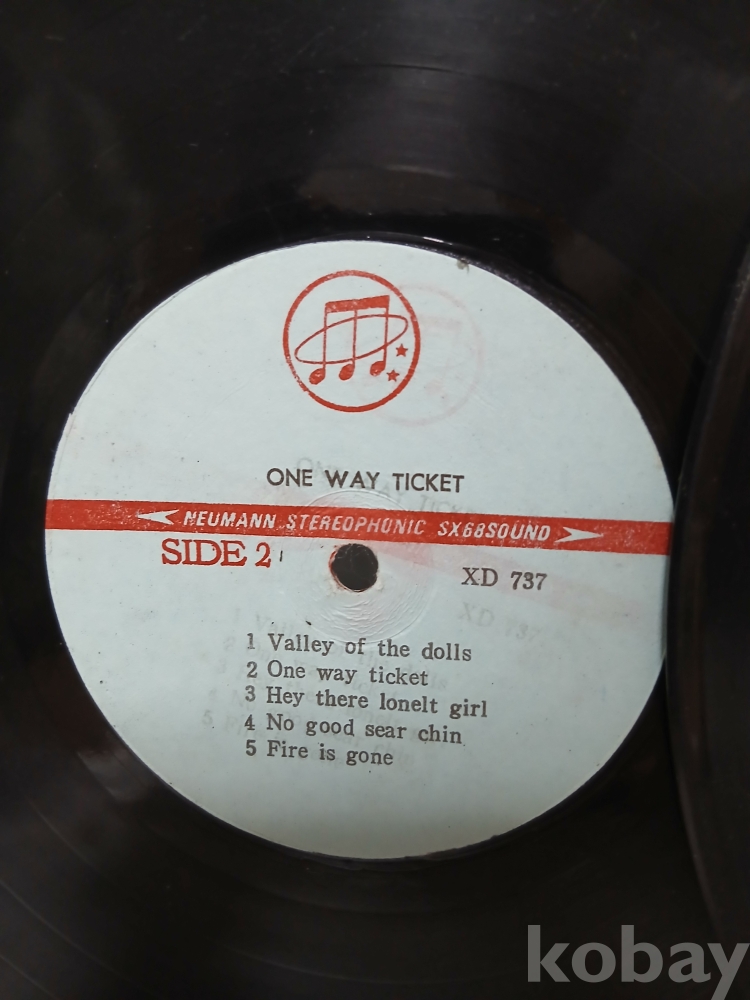 ONE WAY TICKET
NEUMANN STEREOPHONIC SX68SOUND
SIDE 2
XD 737
1 Valley of the dolls
2 One way ticket
3 Hey there lonelt girl
4 No good sear chin
5 Fire is gone
kobay